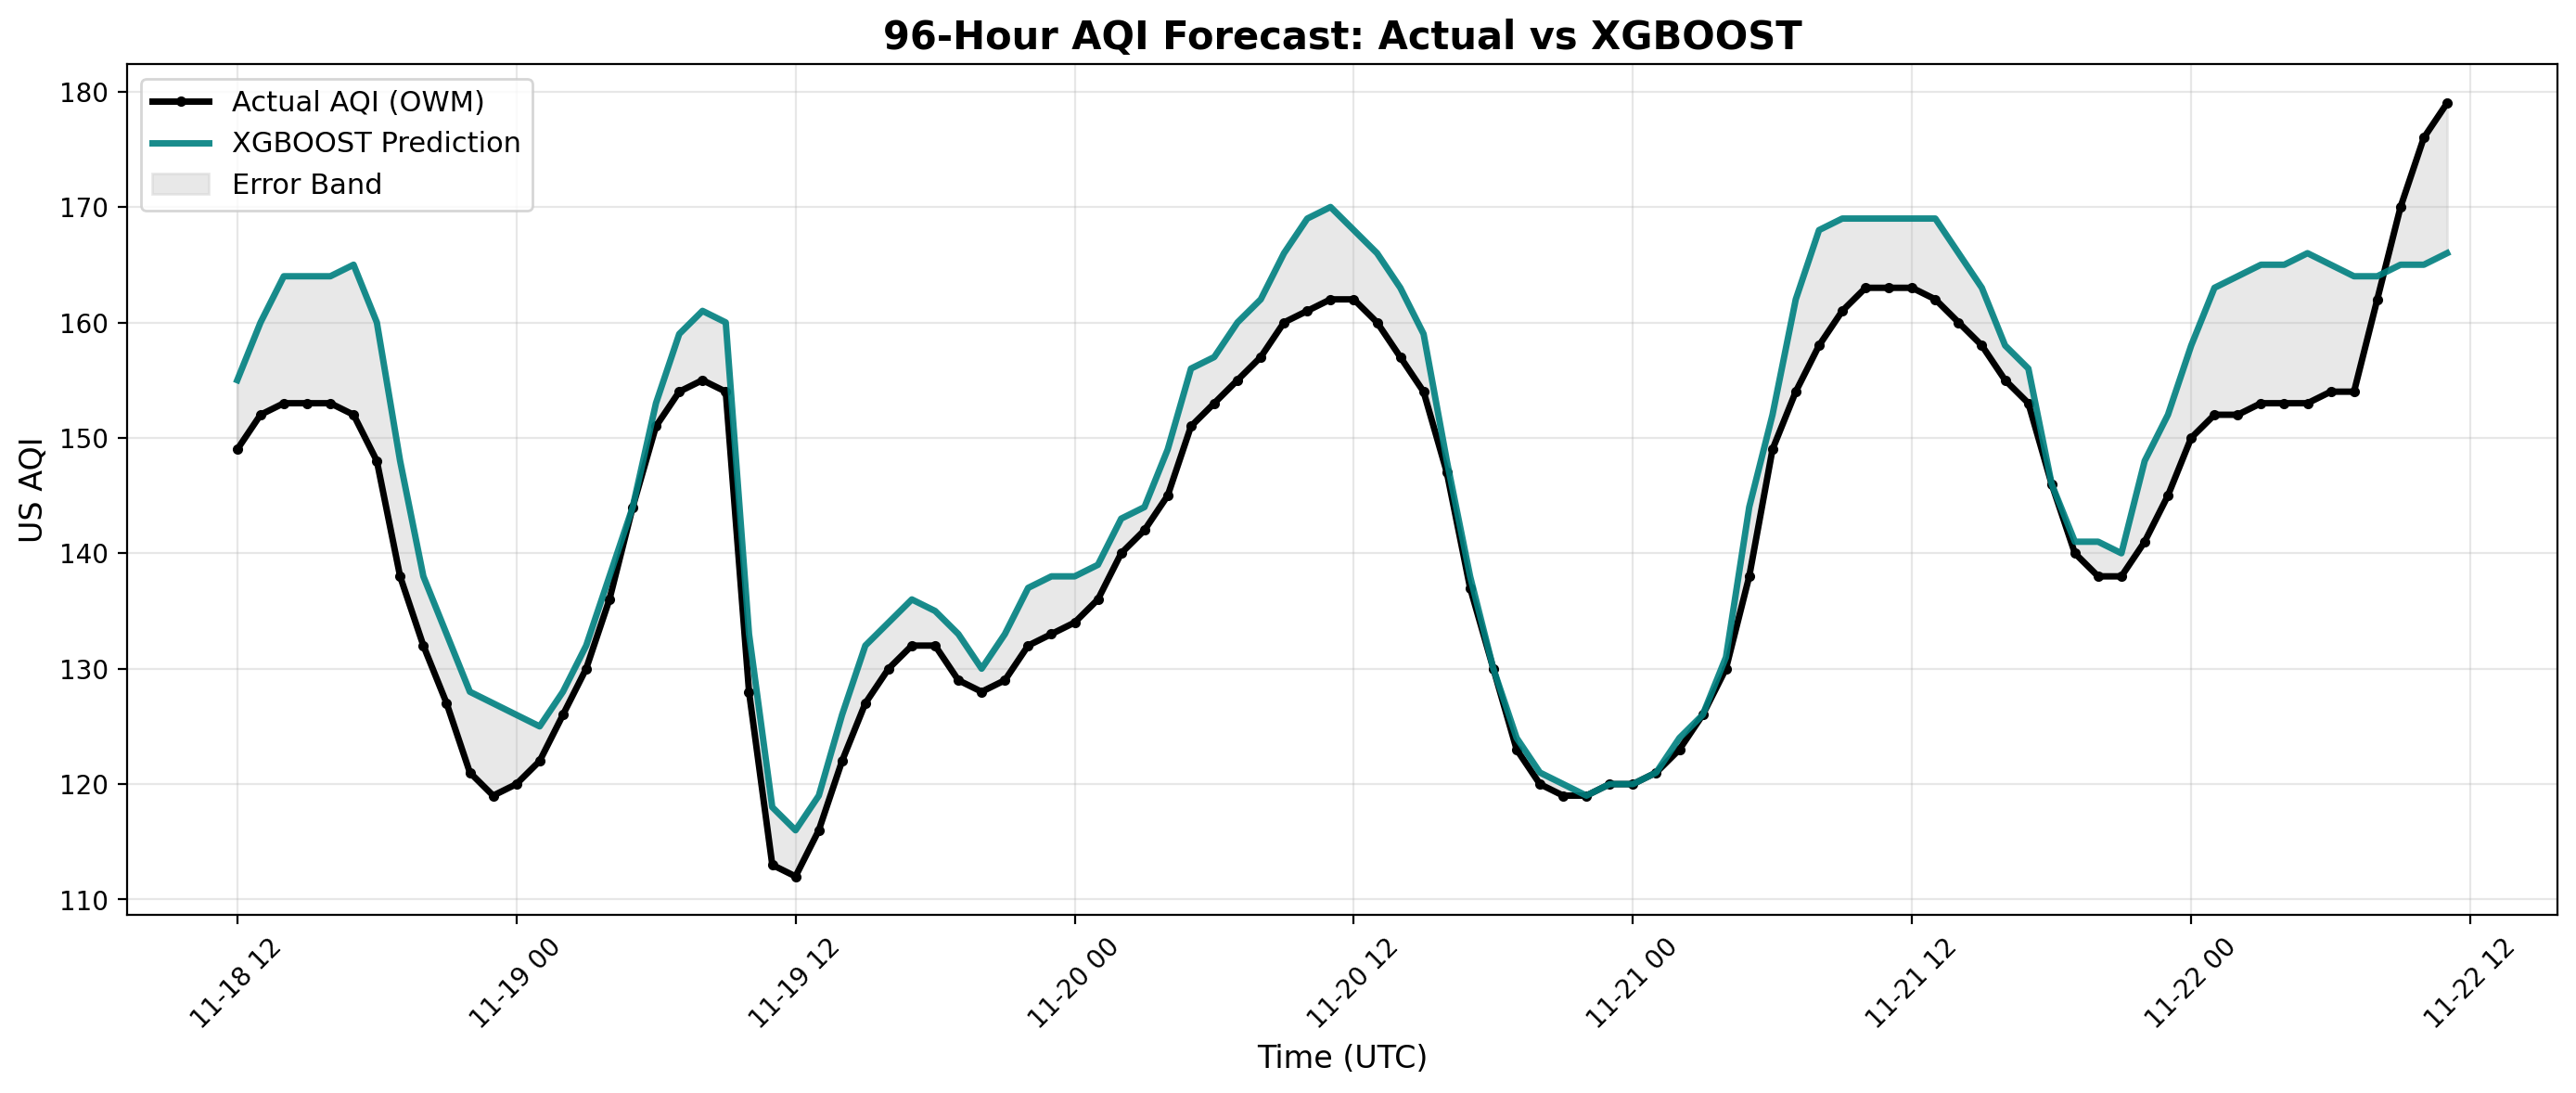 96-Hour AQI Forecast: Actual vs XGBOOST
Actual AQI (OWM)
XGBOOST Prediction
Error Band
US AQI
180
170
160
150
140
130
120
110
11-18 12
11-19 00
11-19 12
11-20 00
11-20 12
11-21 00
11-21 12
11-22 00
11-22 12
Time (UTC)